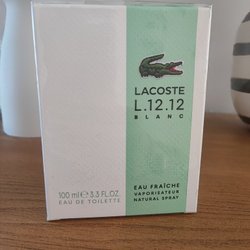 LACOSTE
L.12.12
BLANC
EAU FRAÎCHE
VAPORISATEUR
NATURAL SPRAY
100 ml ℮ 3.3 FL.OZ.
EAU DE TOILETTE